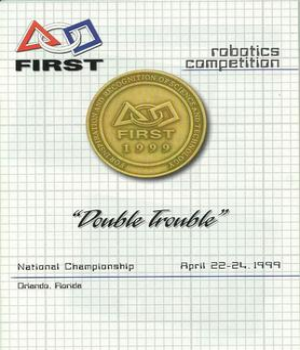 FIRST
robotics
competition
FOR INSPIRATION AND RECOGNITION OF SCIENCE AND TECHNOLOGY
FIRST
1999
"Double Trouble"
National Championship April 22-24, 1999
Orlando, Florida